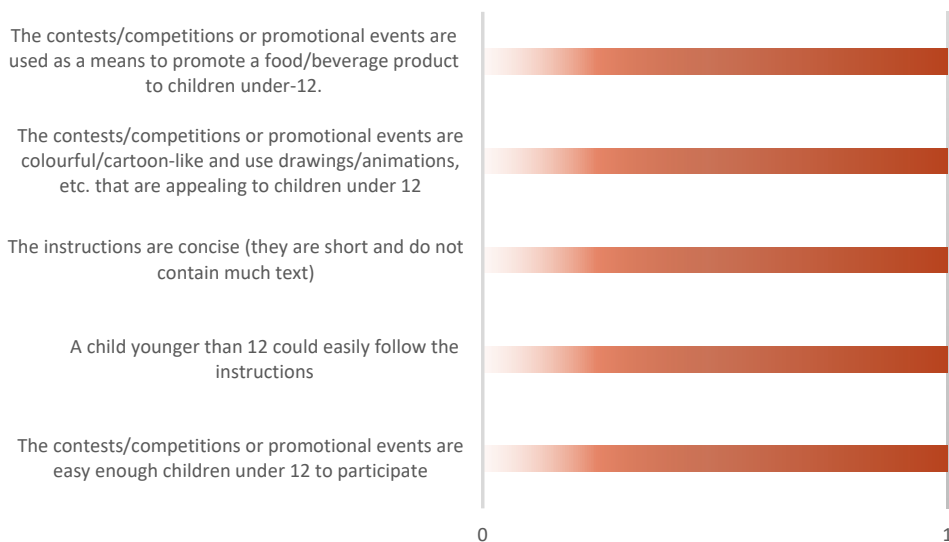 The contests/competitions or promotional events are
used as a means to promote a food/beverage product
to children under-12.
The contests/competitions or promotional events are
colourful/cartoon-like and use drawings/animations,
etc. that are appealing to children under 12
The instructions are concise (they are short and do not
contain much text)
A child younger than 12 could easily follow the
instructions
The contests/competitions or promotional events are
easy enough children under 12 to participate
0 1